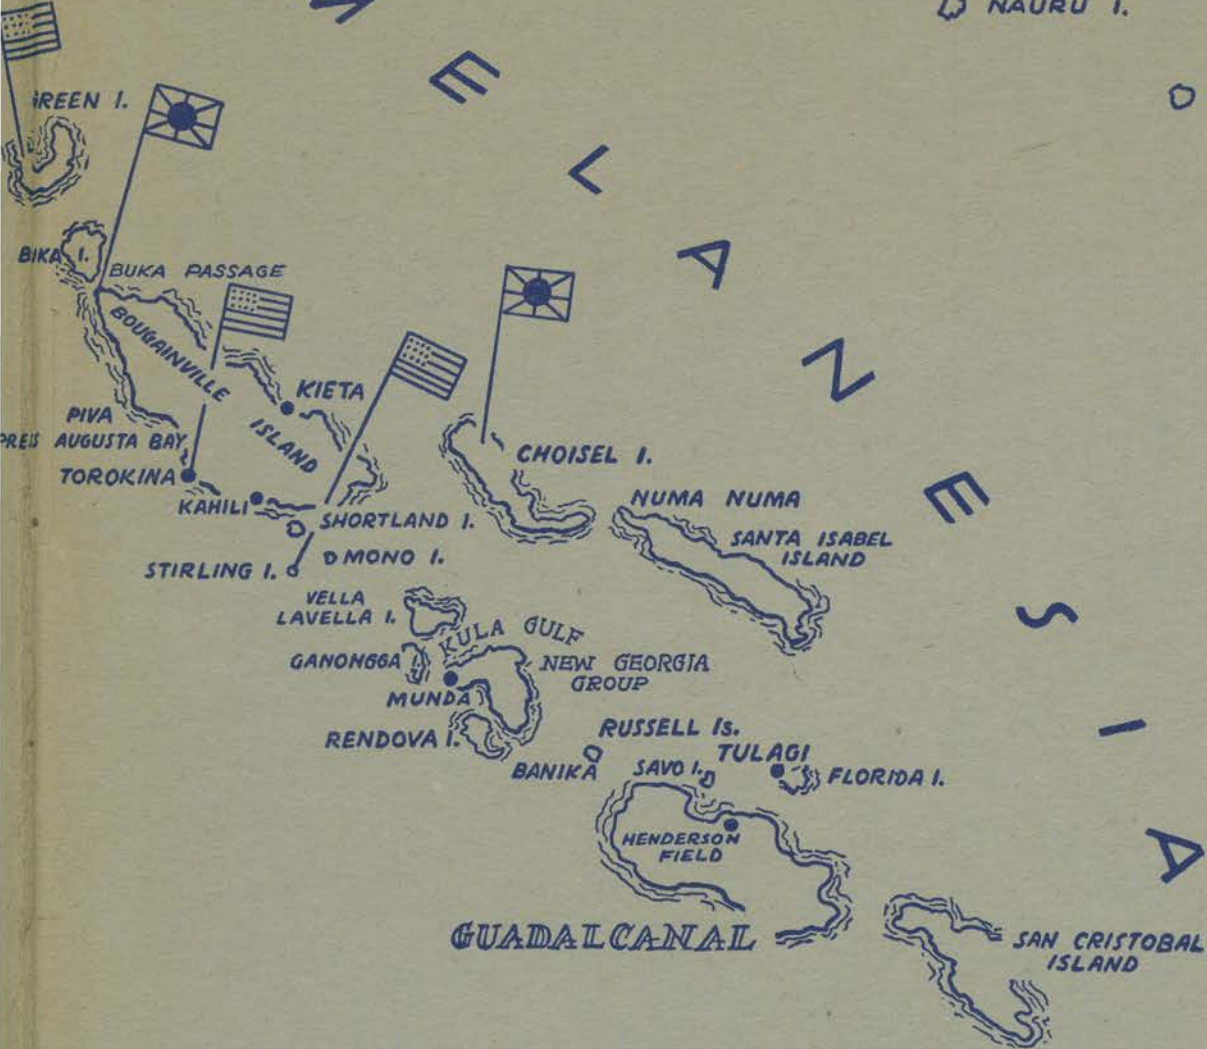 NAURU I.
MELANESIA
GREEN I.
BIKA I.
BUKA PASSAGE
BOUGAINVILLE
ISLAND
KIETA
PIVA
PRESS AUGUSTA BAY
TOROKINA
KAHILI
SHORTLAND I.
MONO I.
STIRLING I.
CHOISEL I.
NUMA NUMA
SANTA ISABEL
ISLAND
VELLA
LAVELLA I.
KULA GULF
GANONGGA
NEW GEORGIA
GROUP
MUNDA
RENDOVA I.
RUSSELL Is.
BANIKA
SAVO I.
TULAGI
FLORIDA I.
HENDERSON
FIELD
GUADALCANAL
SAN CRISTOBAL
ISLAND